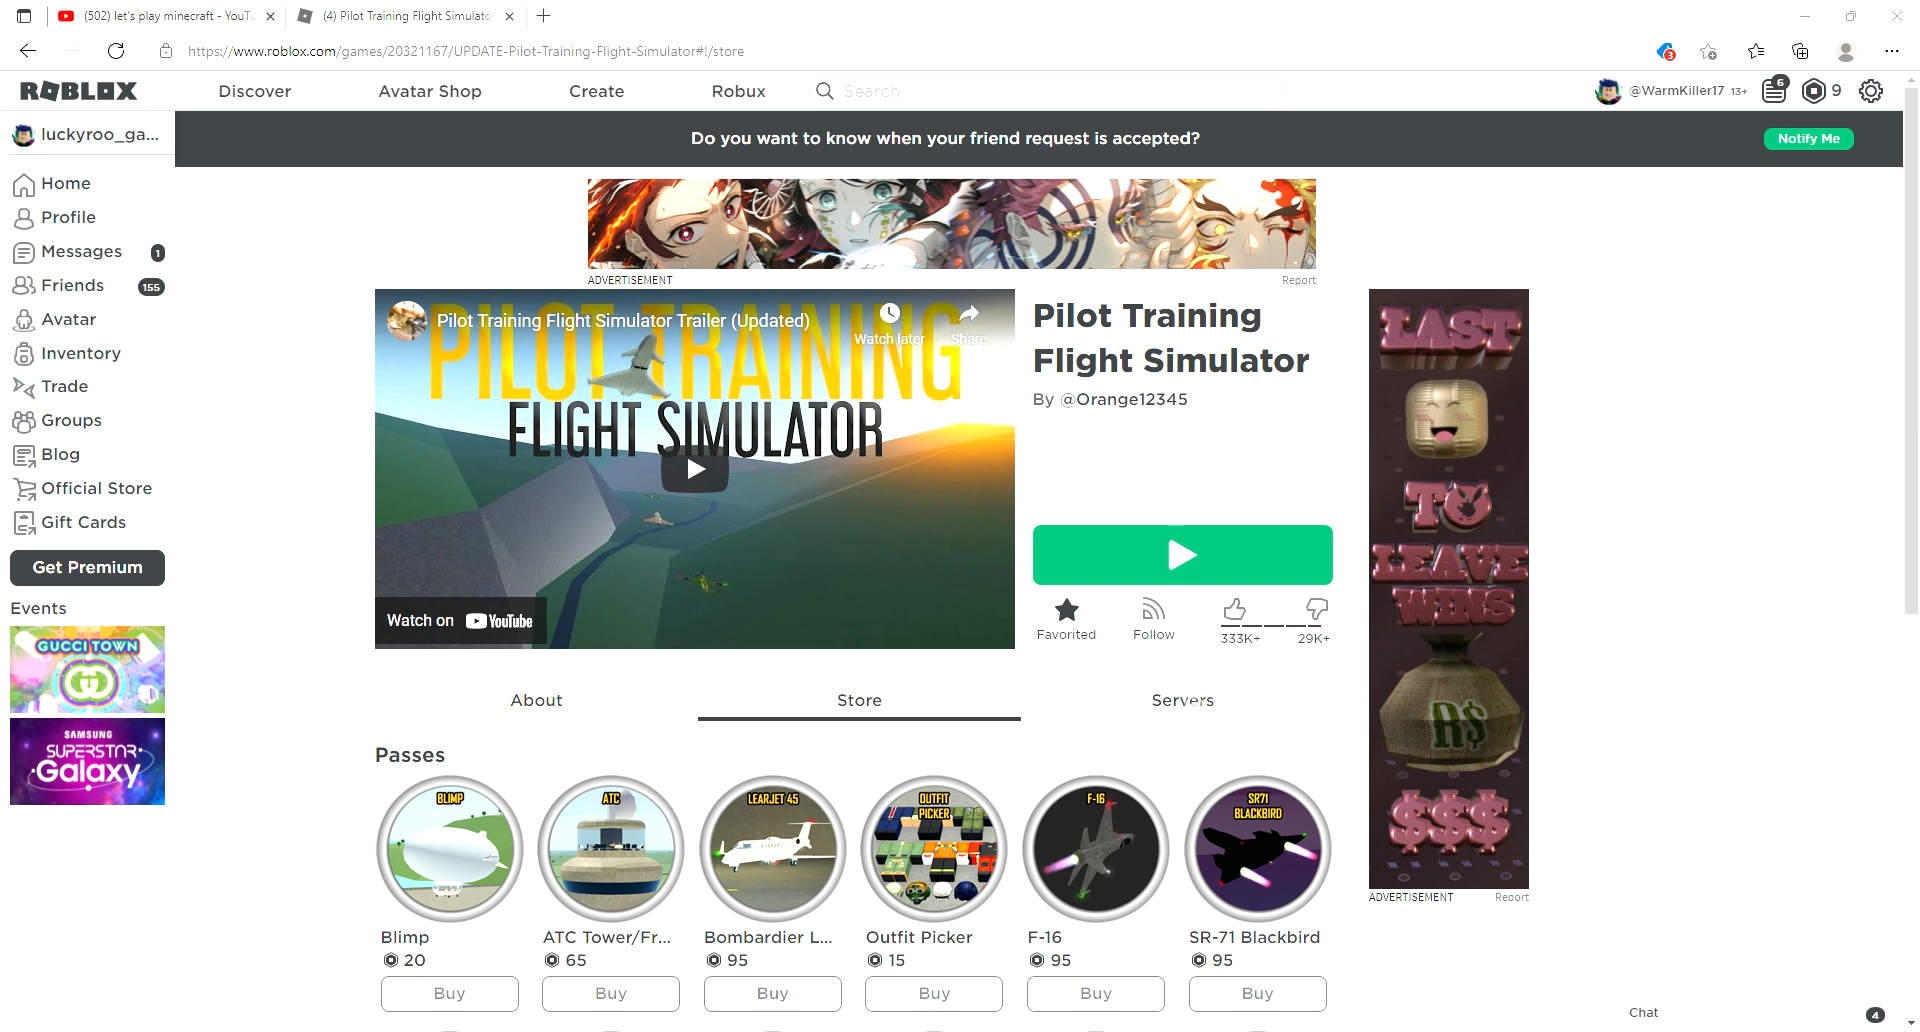 (502) let's play minecraft - YouTu
(4) Pilot Training Flight Simulato
https://www.roblox.com/games/20321167/UPDATE-Pilot-Training-Flight-Simulator#!/store
3
ROBLOX
Discover
Avatar Shop
Create
Robux
Search
@WarmKiller17 13+
6
9
luckyroo_ga...
Do you want to know when your friend request is accepted?
Notify Me
Home
Profile
Messages
1
Friends
155
Avatar
Inventory
Trade
Groups
Blog
Official Store
Gift Cards
Get Premium
Events
GUCCI TOWN
SAMSUNG
SUPERSTAR
Galaxy
ADVERTISEMENT
Report
Pilot Training Flight Simulator Trailer (Updated)
Watch later
Share
PILOT TRAINING
FLIGHT SIMULATOR
Watch on YouTube
Pilot Training
Flight Simulator
By @Orange12345
Favorited
Follow
333K+
29K+
LAST
TO
LEAVE
WINS
R$
$$$
ADVERTISEMENT
Report
About
Store
Servers
Passes
BLIMP
ATC
LEARJET 45
OUTFIT
PICKER
F-16
SR71
BLACKBIRD
Blimp
ATC Tower/Fr...
Bombardier L...
Outfit Picker
F-16
SR-71 Blackbird
20
65
95
15
95
95
Buy
Buy
Buy
Buy
Buy
Buy
Chat
4